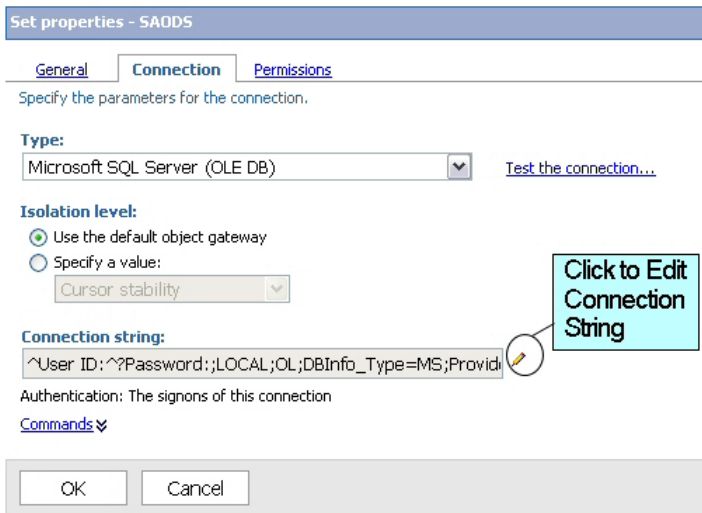 Set properties - SAODS
General Connection Permissions
Specify the parameters for the connection.
Type:
Microsoft SQL Server (OLE DB) Test the connection...
Isolation level:
Use the default object gateway
Specify a value:
Cursor stability
Click to Edit
Connection
String
Connection string:
^User ID:^?Password:;LOCAL;OL;DBInfo_Type=MS;Provid
Authentication: The signons of this connection
Commands
OK Cancel